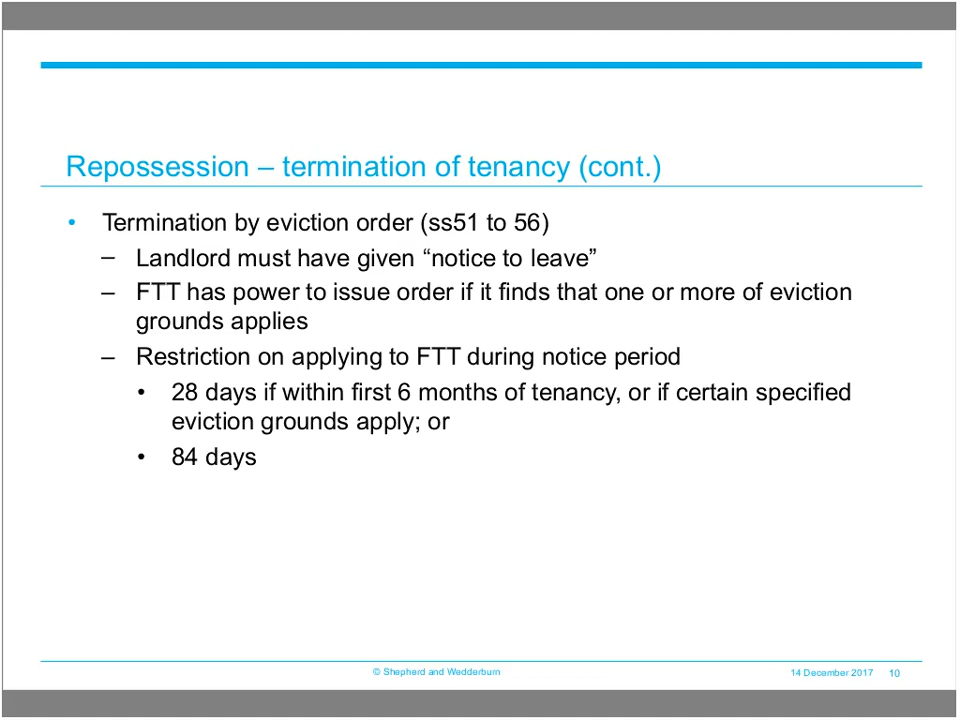 Repossession – termination of tenancy (cont.)
• Termination by eviction order (ss51 to 56)
– Landlord must have given “notice to leave”
– FTT has power to issue order if it finds that one or more of eviction
grounds applies
– Restriction on applying to FTT during notice period
• 28 days if within first 6 months of tenancy, or if certain specified
eviction grounds apply; or
• 84 days
© Shepherd and Wedderburn
14 December 2017 10